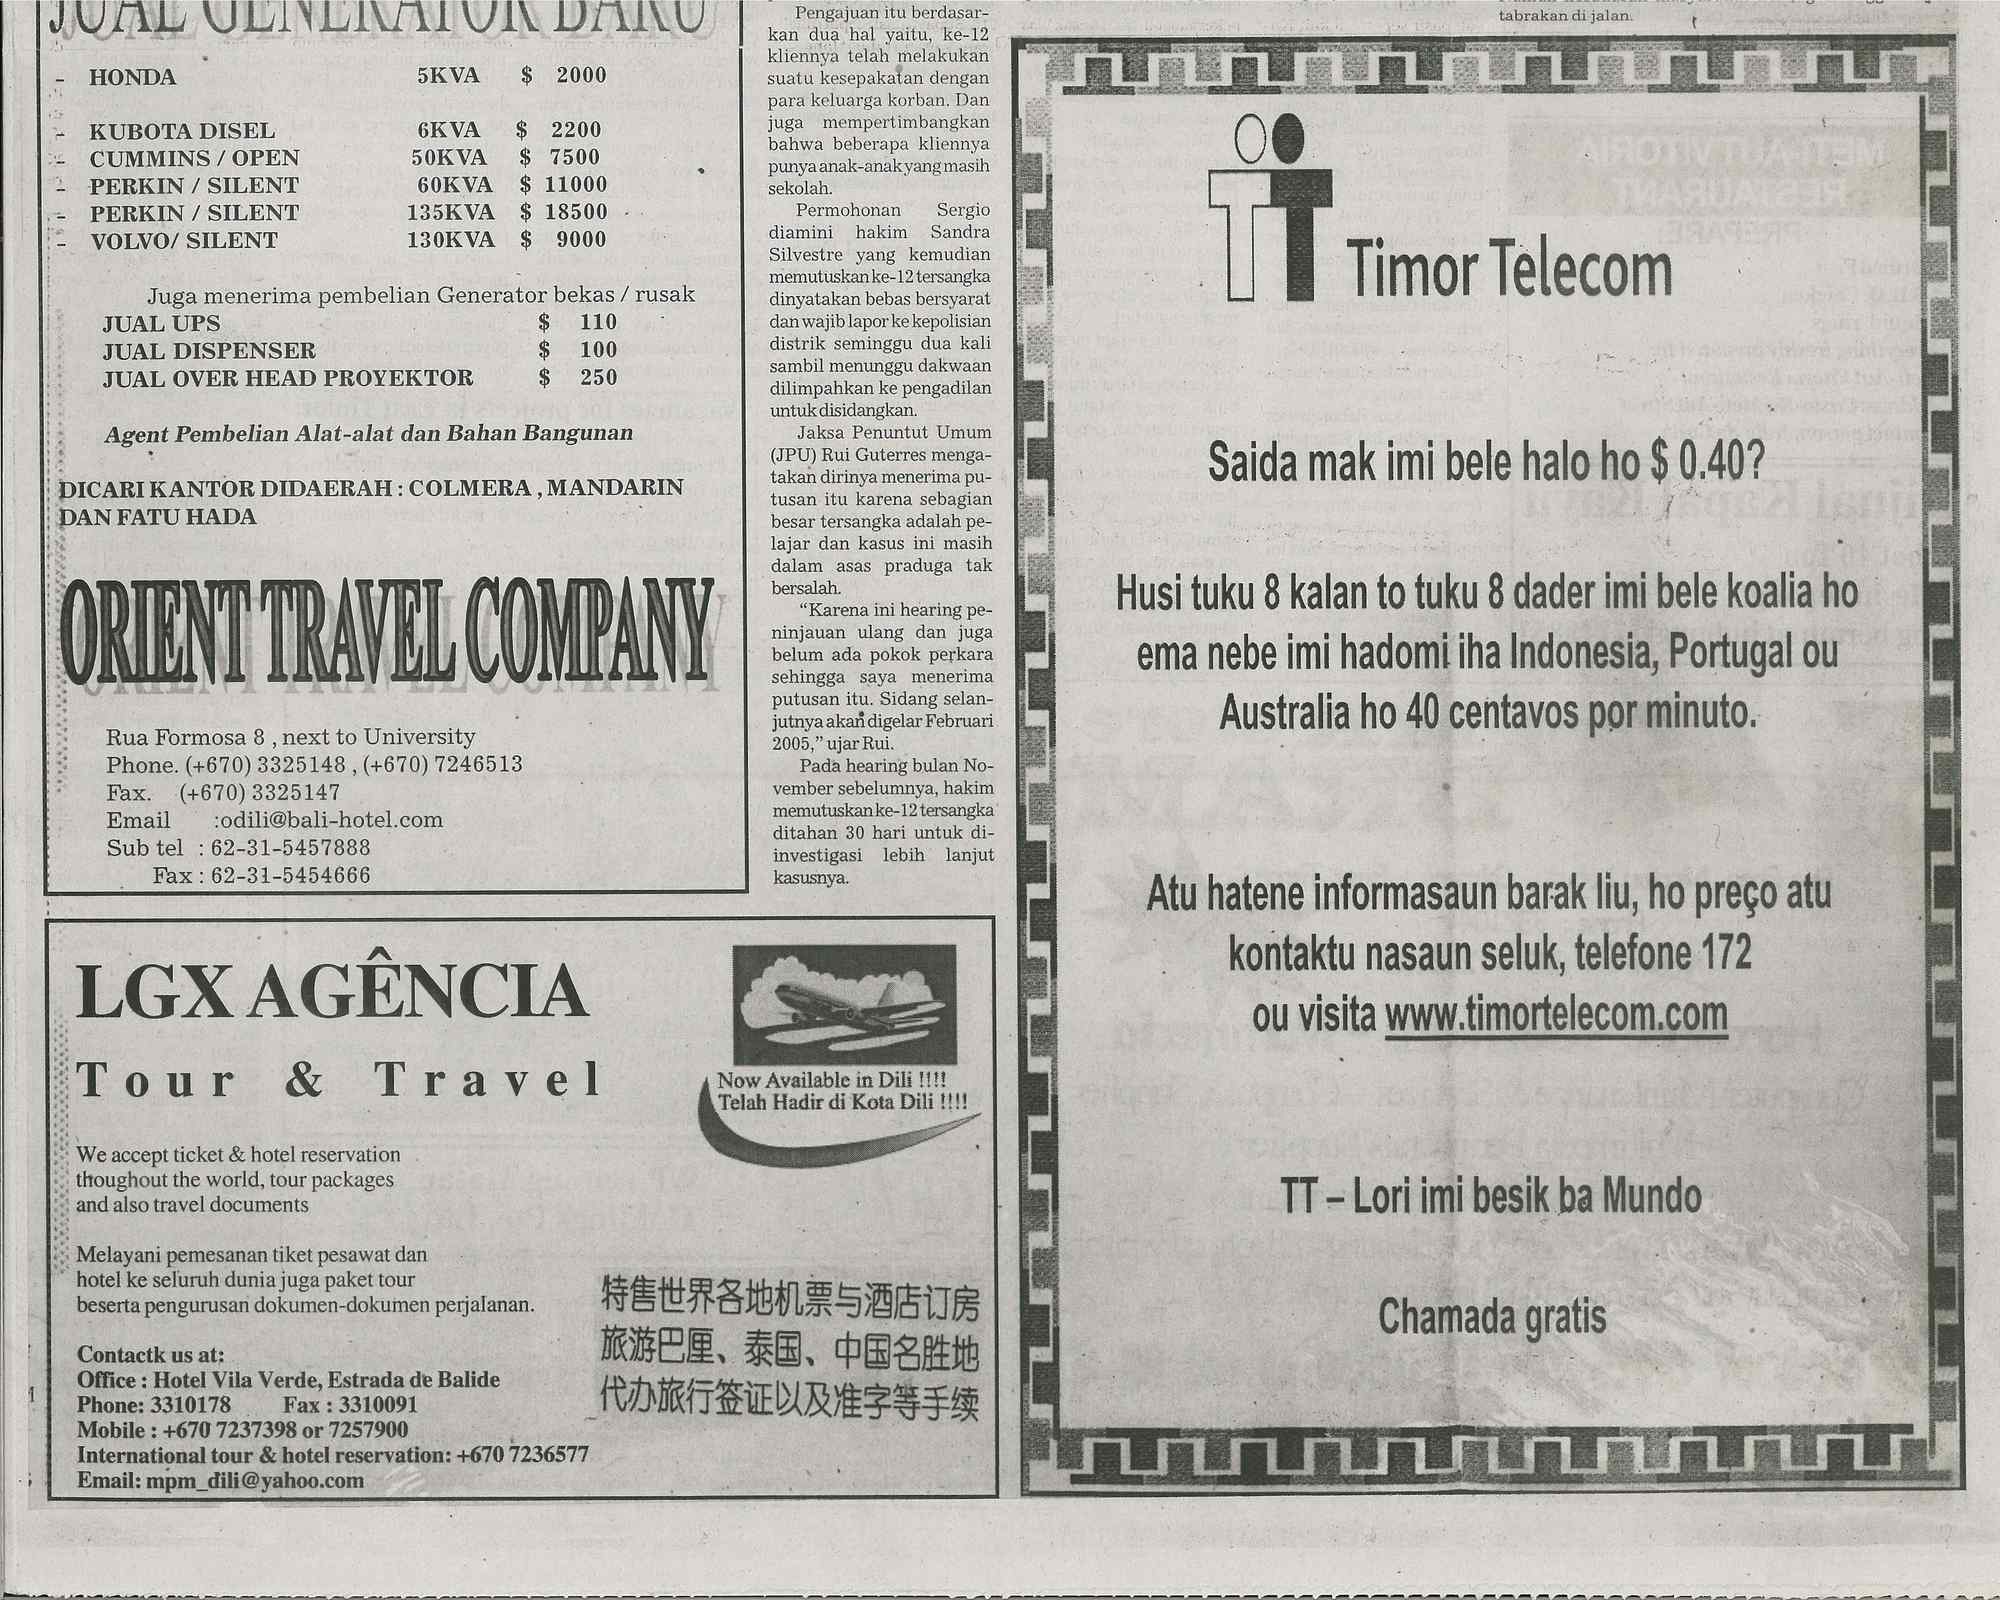 JUAL GENERATOR BARU
- HONDA 5KVA $ 2000
- KUBOTA DISEL 6KVA $ 2200
- CUMMINS / OPEN 50KVA $ 7500
- PERKIN / SILENT 60KVA $ 11000
- PERKIN / SILENT 135KVA $ 18500
- VOLVO/ SILENT 130KVA $ 9000
Juga menerima pembelian Generator bekas / rusak
JUAL UPS $ 110
JUAL DISPENSER $ 100
JUAL OVER HEAD PROYEKTOR $ 250
Agent Pembelian Alat-alat dan Bahan Bangunan
DICARI KANTOR DIDAERAH : COLMERA , MANDARIN
DAN FATU HADA
ORIENT TRAVEL COMPANY
Rua Formosa 8 , next to University
Phone. (+670) 3325148 , (+670) 7246513
Fax. (+670) 3325147
Email :odili@bali-hotel.com
Sub tel : 62-31-5457888
Fax : 62-31-5454666
LGX AGÊNCIA
Tour & Travel
Now Available in Dili !!!!
Telah Hadir di Kota Dili !!!!
We accept ticket & hotel reservation
thoughout the world, tour packages
and also travel documents
Melayani pemesanan tiket pesawat dan
hotel ke seluruh dunia juga paket tour
beserta pengurusan dokumen-dokumen perjalanan.
特售世界各地机票与酒店订房
旅游巴厘、泰国、中国名胜地
代办旅行签证以及准字等手续
Contactk us at:
Office : Hotel Vila Verde, Estrada de Balide
Phone: 3310178 Fax : 3310091
Mobile : +670 7237398 or 7257900
International tour & hotel reservation: +670 7236577
Email: mpm_dili@yahoo.com
Pengajuan itu berdasar-
kan dua hal yaitu, ke-12
kliennya telah melakukan
suatu kesepakatan dengan
para keluarga korban. Dan
juga mempertimbangkan
bahwa beberapa kliennya
punya anak-anak yang masih
sekolah.
Permohonan Sergio
diamini hakim Sandra
Silvestre yang kemudian
memutuskan ke-12 tersangka
dinyatakan bebas bersyarat
dan wajib lapor ke kepolisian
distrik seminggu dua kali
sambil menunggu dakwaan
dilimpahkan ke pengadilan
untuk disidangkan.
Jaksa Penuntut Umum
(JPU) Rui Guterres menga-
takan dirinya menerima pu-
tusan itu karena sebagian
besar tersangka adalah pe-
lajar dan kasus ini masih
dalam asas praduga tak
bersalah.
“Karena ini hearing pe-
ninjauan ulang dan juga
belum ada pokok perkara
sehingga saya menerima
putusan itu. Sidang selan-
jutnya akan digelar Februari
2005,” ujar Rui.
Pada hearing bulan No-
vember sebelumnya, hakim
memutuskan ke-12 tersangka
ditahan 30 hari untuk di-
investigasi lebih lanjut
kasusnya.
tabrakan di jalan.
Timor Telecom
Saida mak imi bele halo ho $ 0.40?
Husi tuku 8 kalan to tuku 8 dader imi bele koalia ho
ema nebe imi hadomi iha Indonesia, Portugal ou
Australia ho 40 centavos por minuto.
Atu hatene informasaun barak liu, ho preço atu
kontaktu nasaun seluk, telefone 172
ou visita www.timortelecom.com
TT – Lori imi besik ba Mundo
Chamada gratis